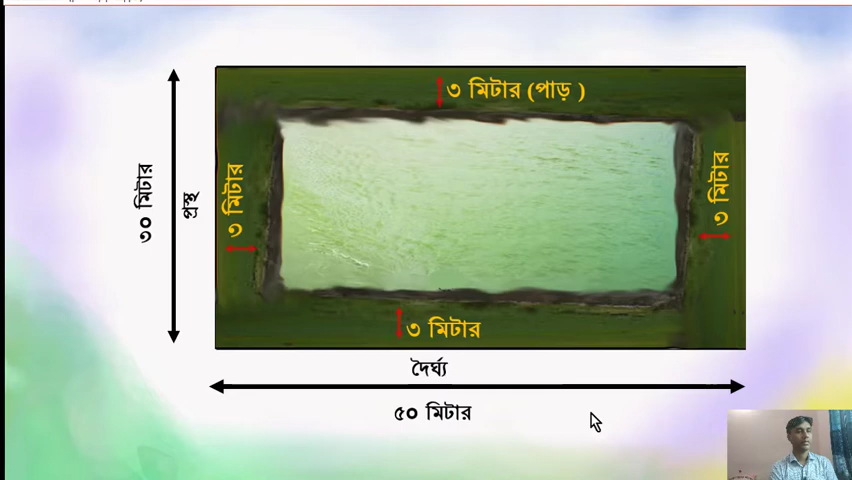 ৩ মিটার (পাড় )
৩০ মিটার
প্রস্থ
৩ মিটার
৩ মিটার
৩ মিটার
দৈর্ঘ্য
৫০ মিটার